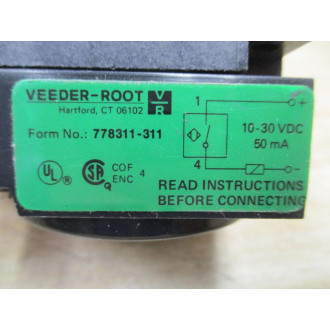 VEEDER-ROOT V/R
Hartford, CT 06102
Form No.: 778311-311
UL ®
SA ®
COF
ENC 4
1 +
10-30 VDC
50 mA
4 –
READ INSTRUCTIONS
BEFORE CONNECTING